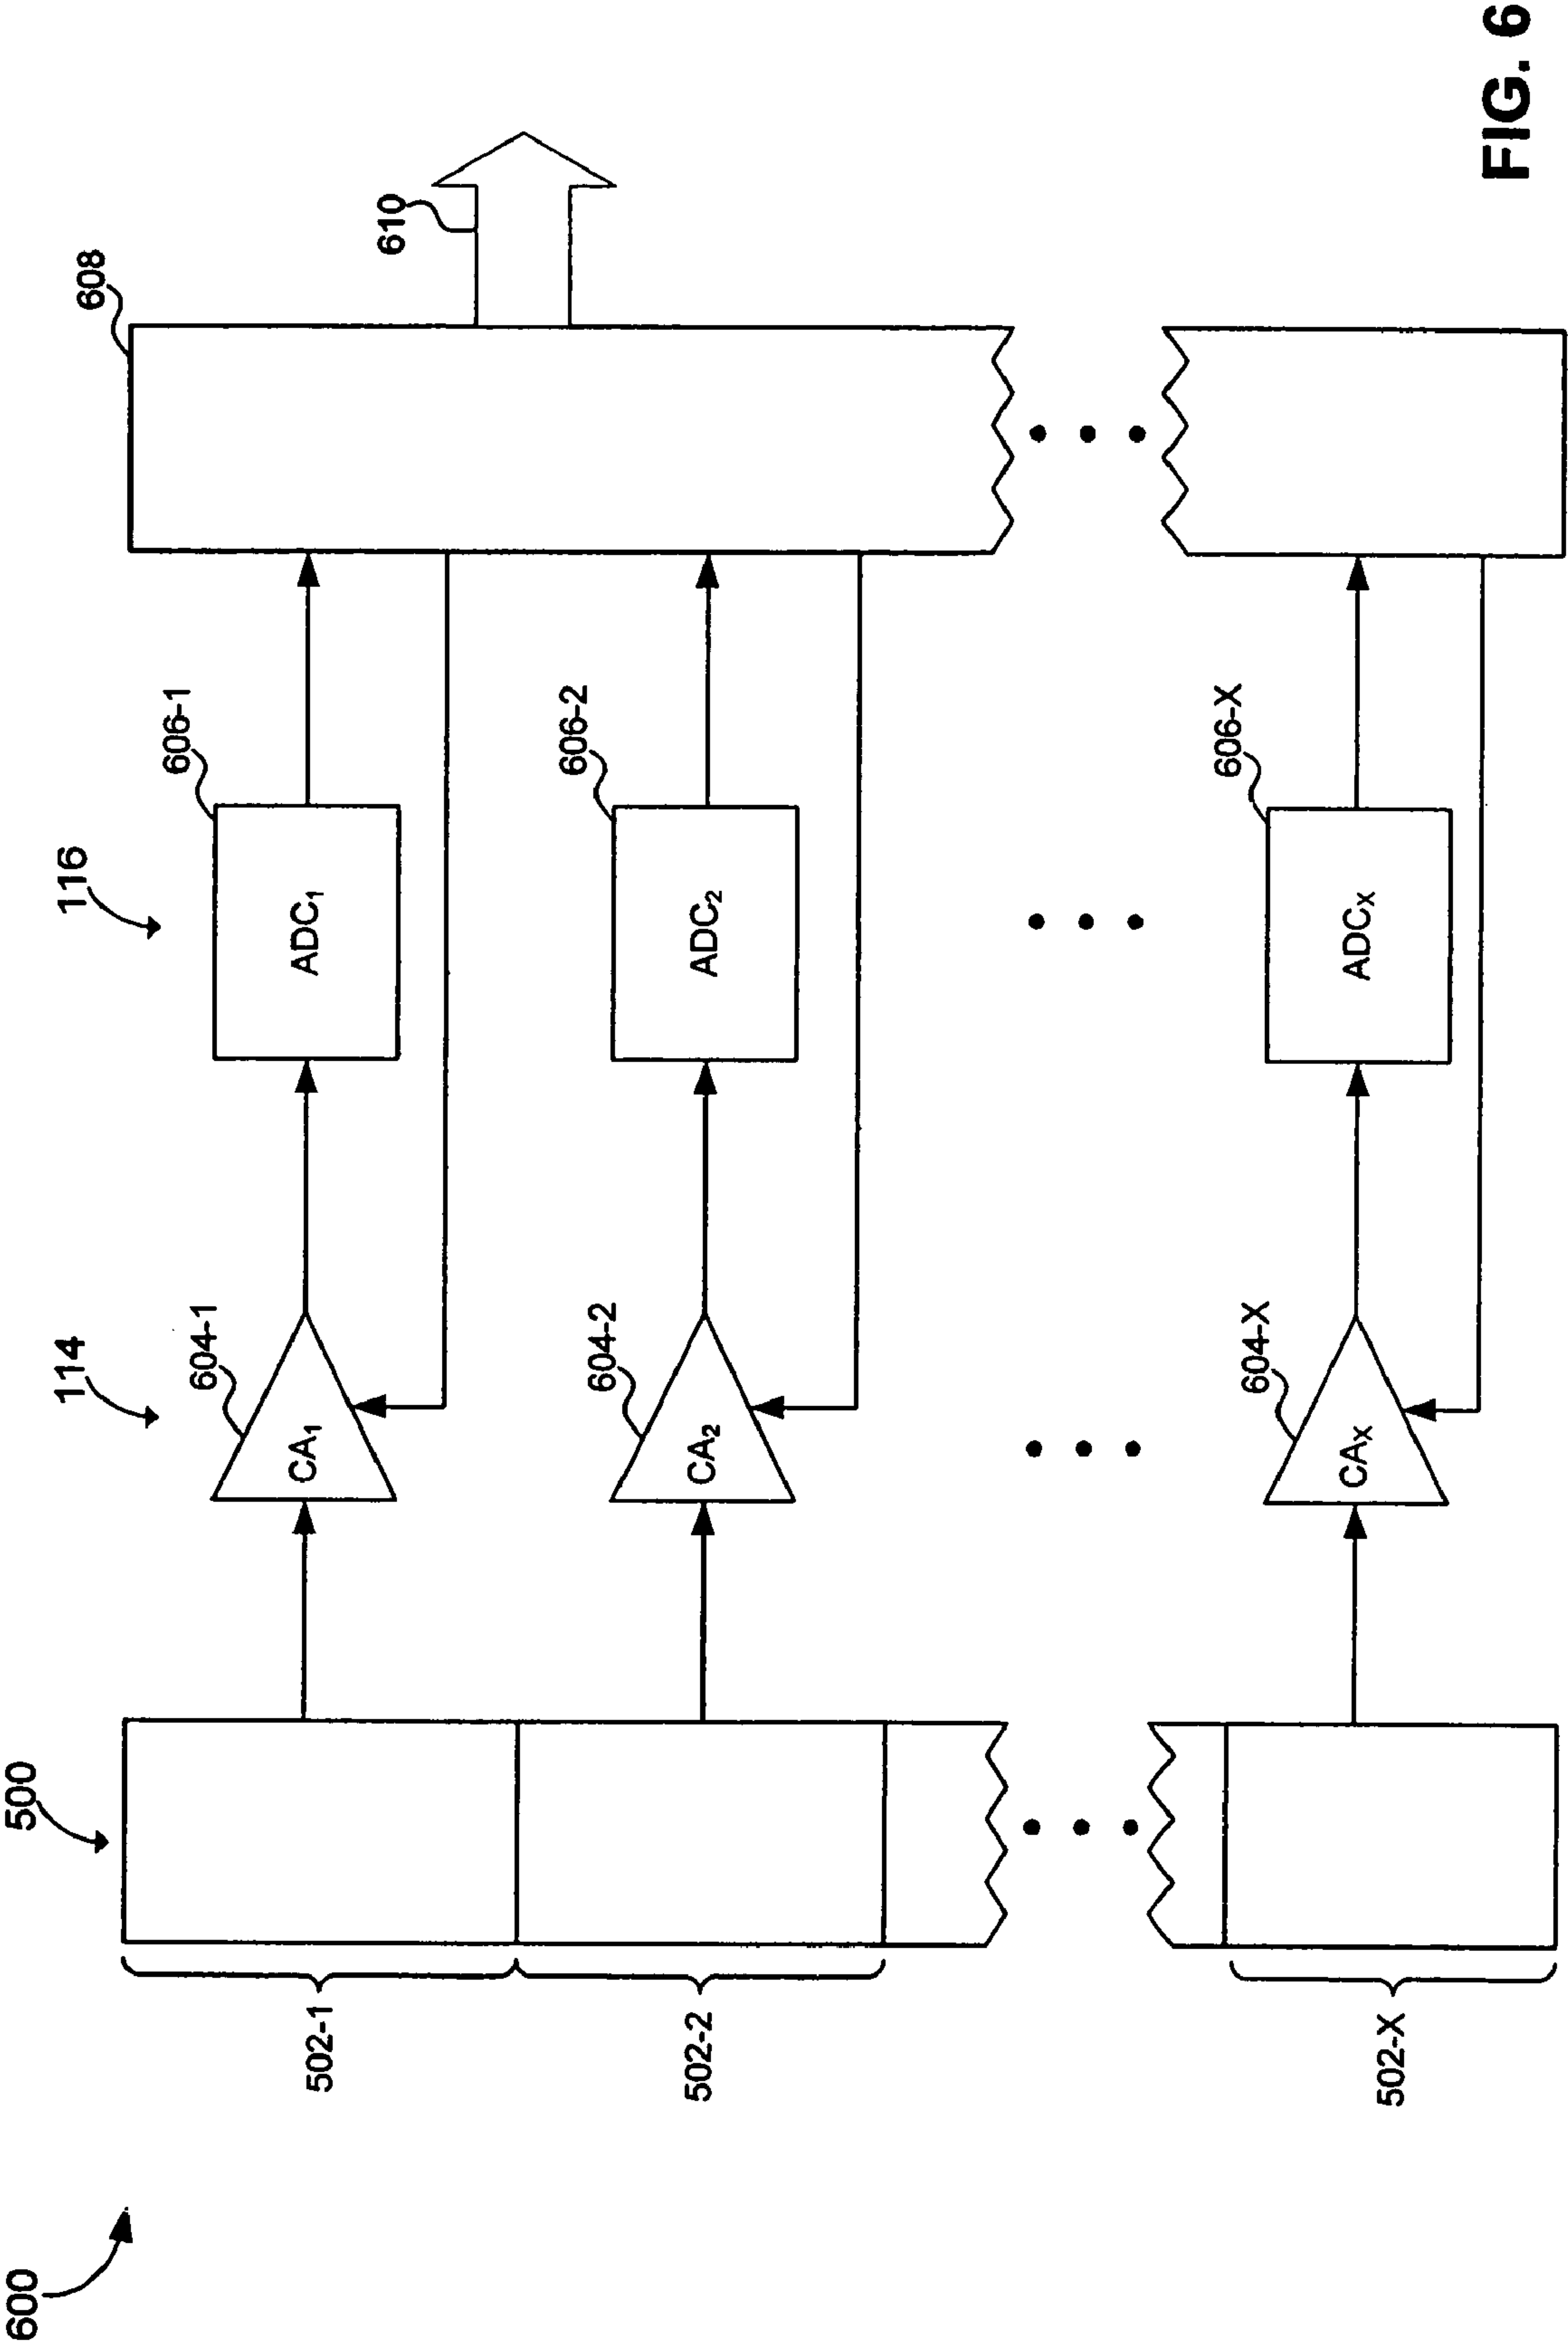 600
500
114
116
608
610
502-1
604-1
CA1
606-1
ADC1
502-2
604-2
CA2
606-2
ADC2
502-X
604-X
CAX
606-X
ADCX
FIG. 6